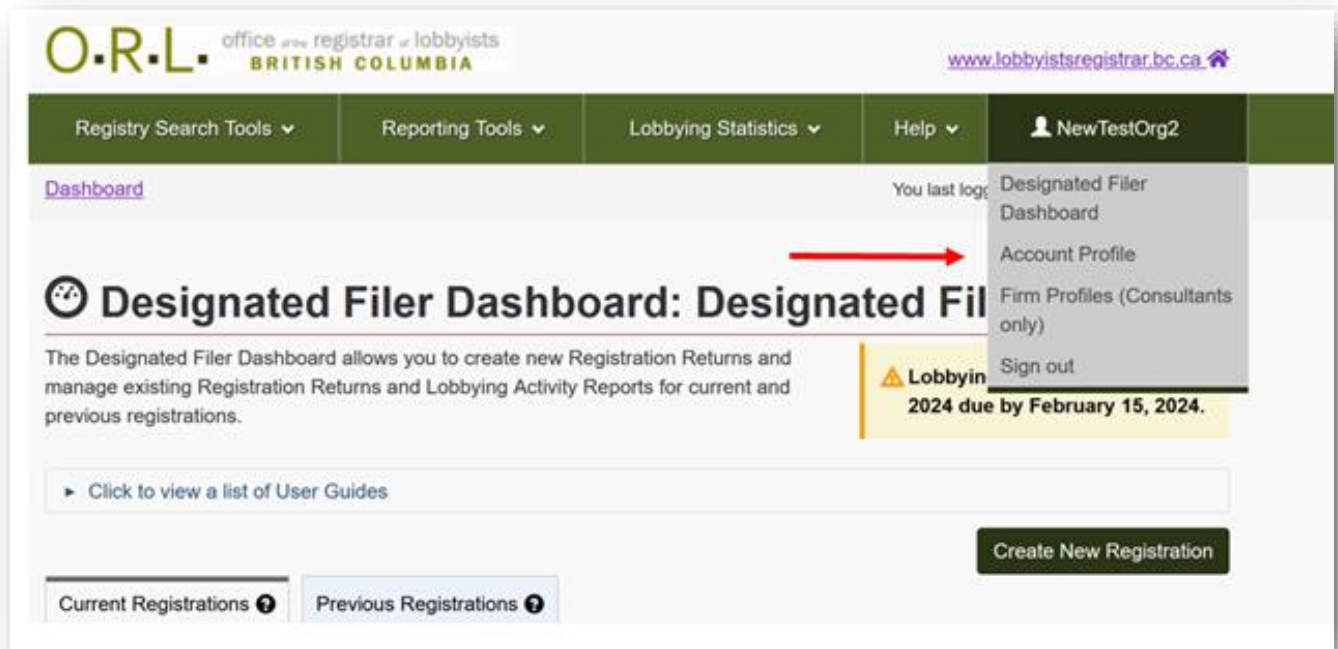 O.R.L. office of the registrar of lobbyists
BRITISH COLUMBIA
www.lobbyistsregistrar.bc.ca
Registry Search Tools
Reporting Tools
Lobbying Statistics
Help
NewTestOrg2
Dashboard
You last logg
Designated Filer
Dashboard
Account Profile
Firm Profiles (Consultants
only)
Sign out
Designated Filer Dashboard: Designated Fil
The Designated Filer Dashboard allows you to create new Registration Returns and
manage existing Registration Returns and Lobbying Activity Reports for current and
previous registrations.
Lobbyin
2024 due by February 15, 2024.
Click to view a list of User Guides
Create New Registration
Current Registrations
Previous Registrations